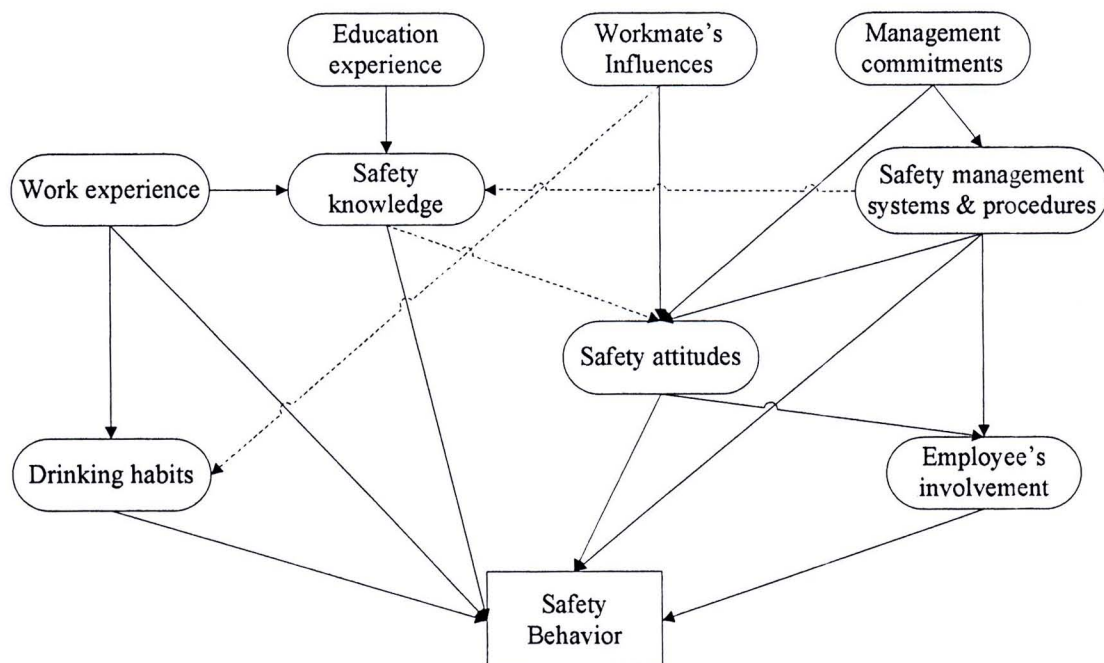 Education
experience
Workmate's
Influences
Management
commitments
Work experience
Safety
knowledge
Safety management
systems & procedures
Safety attitudes
Drinking habits
Employee's
involvement
Safety
Behavior